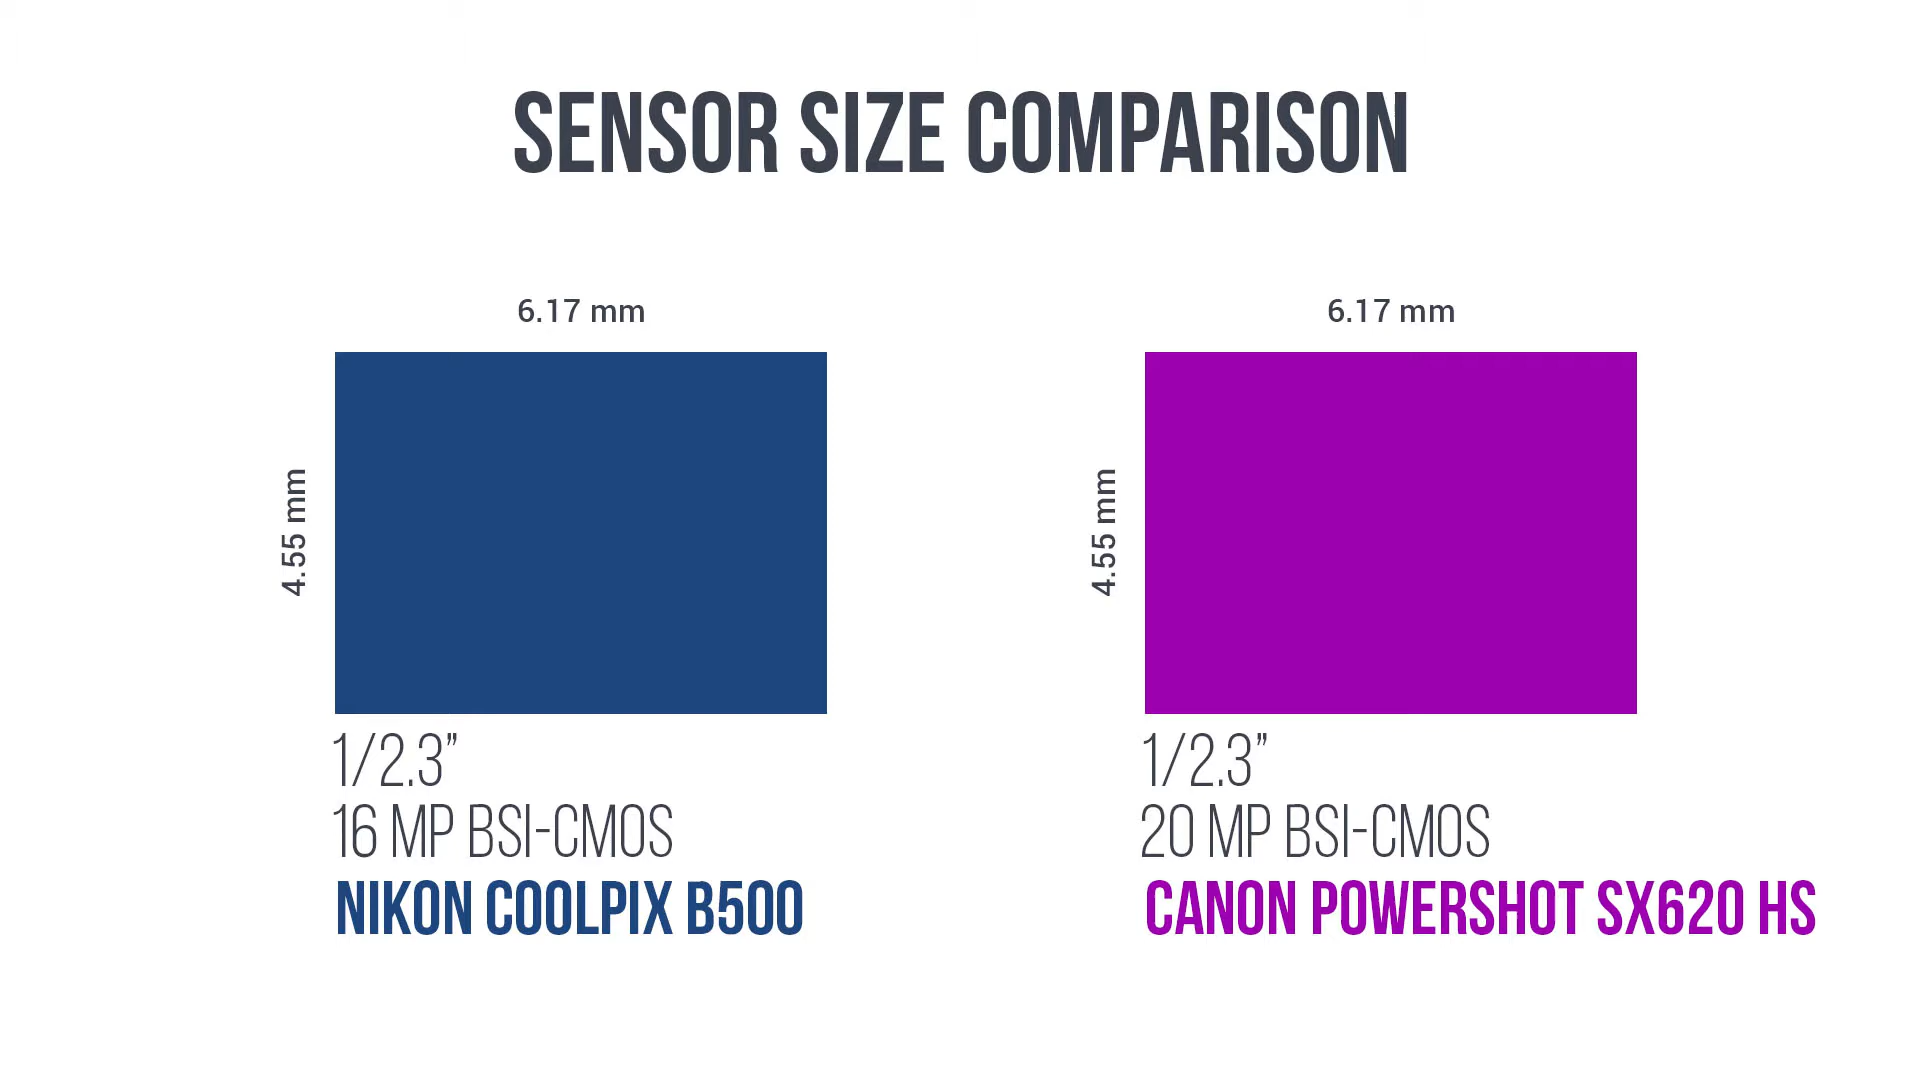 SENSOR SIZE COMPARISON
6.17 mm
4.55 mm
1/2.3”
16 MP BSI-CMOS
NIKON COOLPIX B500
6.17 mm
4.55 mm
1/2.3”
20 MP BSI-CMOS
CANON POWERSHOT SX620 HS